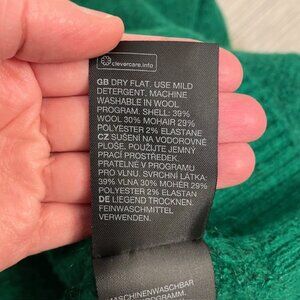 clevercare.info
GB DRY FLAT. USE MILD
DETERGENT. MACHINE
WASHABLE IN WOOL
PROGRAM. SHELL: 39%
WOOL 30% MOHAIR 29%
POLYESTER 2% ELASTANE
CZ SUŠENÍ NA VODOROVNÉ
PLOŠE. POUŽIJTE JEMNÝ
PRACÍ PROSTŘEDEK.
PRATELNÉ V PROGRAMU
PRO VLNU. SVRCHNÍ LÁTKA:
39% VLNA 30% MOHÉR 29%
POLYESTER 2% ELASTANE
DE LIEGEND TROCKNEN.
FEINWASCHMITTEL
VERWENDEN.
MASCHINENWASCHBAR